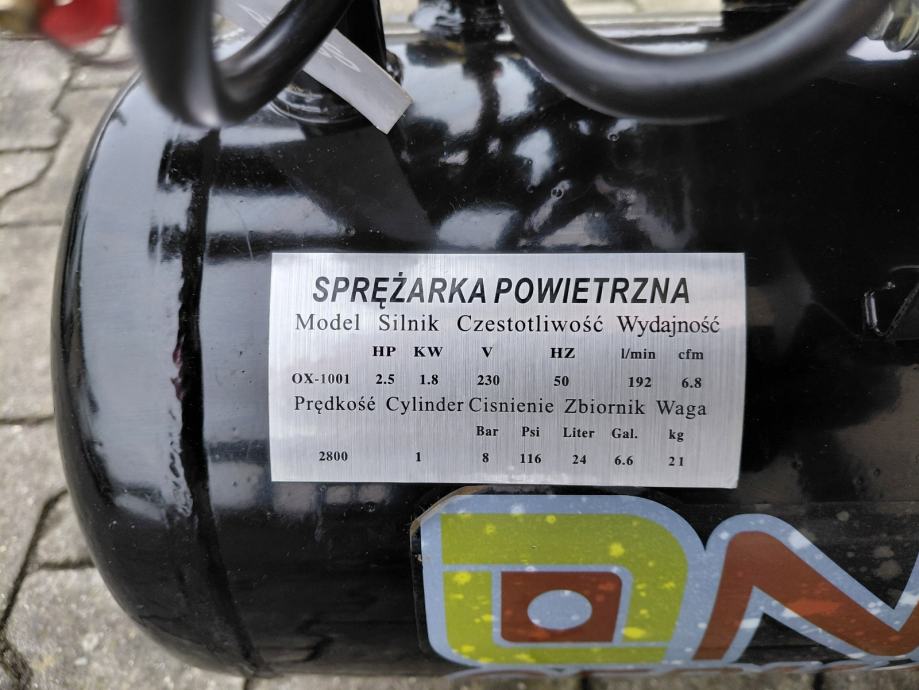 SPRĘŻARKA POWIETRZNA
Model Silnik Czestotliwość Wydajność
HP KW V HZ l/min cfm
OX-1001 2.5 1.8 230 50 192 6.8
Prędkość Cylinder Cisnienie Zbiornik Waga
Bar Psi Liter Gal. kg
2800 1 8 116 24 6.6 21